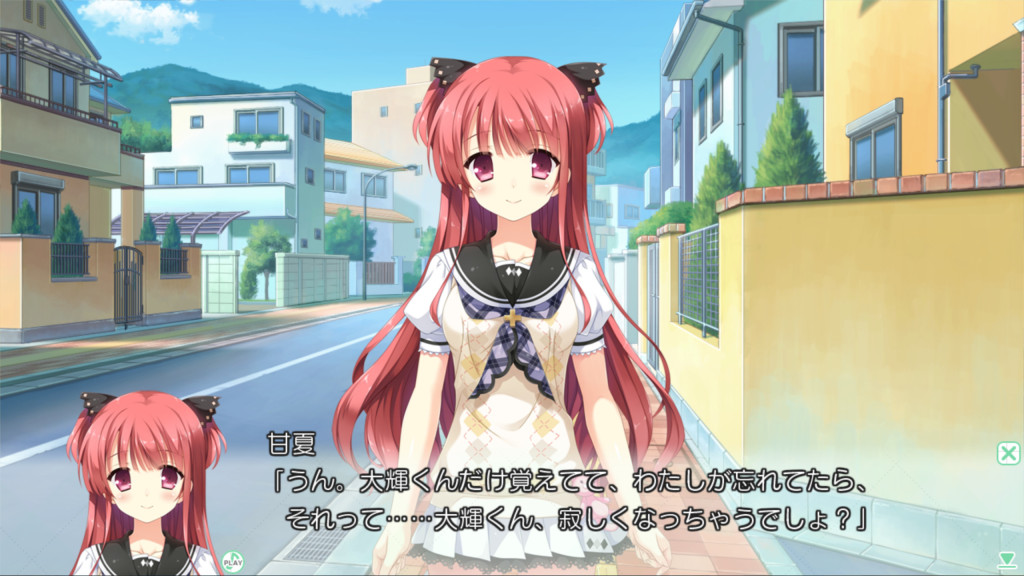 甘夏
「うん。大輝くんだけ覚えてて、わたしが忘れてたら、
それって……大輝くん、寂しくなっちゃうでしょ？」
PLAY